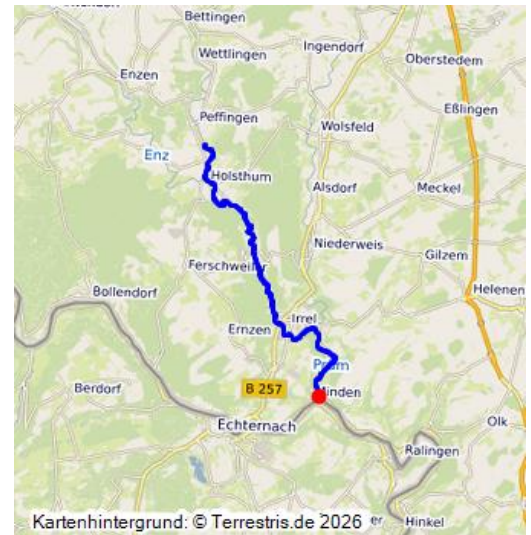 Bettingen
Wettlingen
Ingendorf
Oberstedem
Enzen
Eßlingen
Peffingen
Wolsfeld
Enz
Holsthum
Alsdorf
Meckel
Niederweis
Ferschweiler
Gilzem
Bollendorf
Helenen
Ernzen
Irrel
Prüm
B 257
Minden
Berdorf
Echternach
Olk
Ralingen
Hinkel
Kartenhintergrund: © Terrestris.de 2026